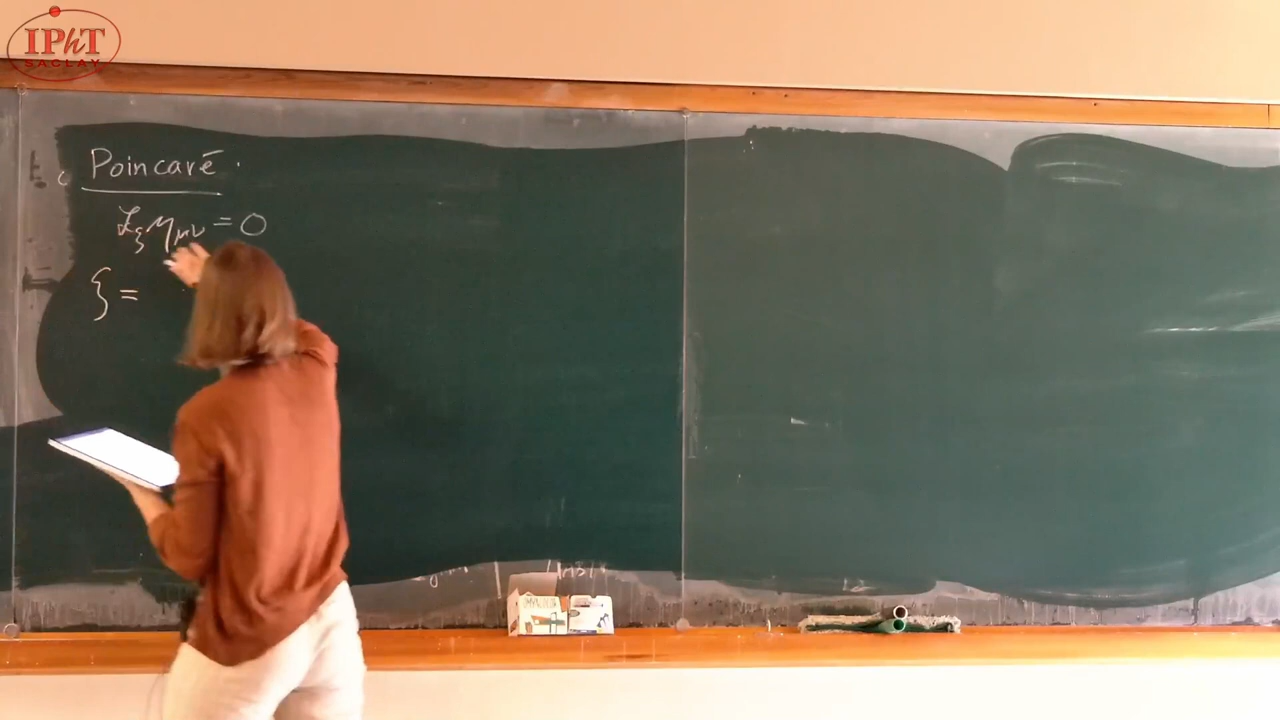 IPhT
SACLAY
Poincaré.
ℒ_ξ η_μν = 0
ξ =